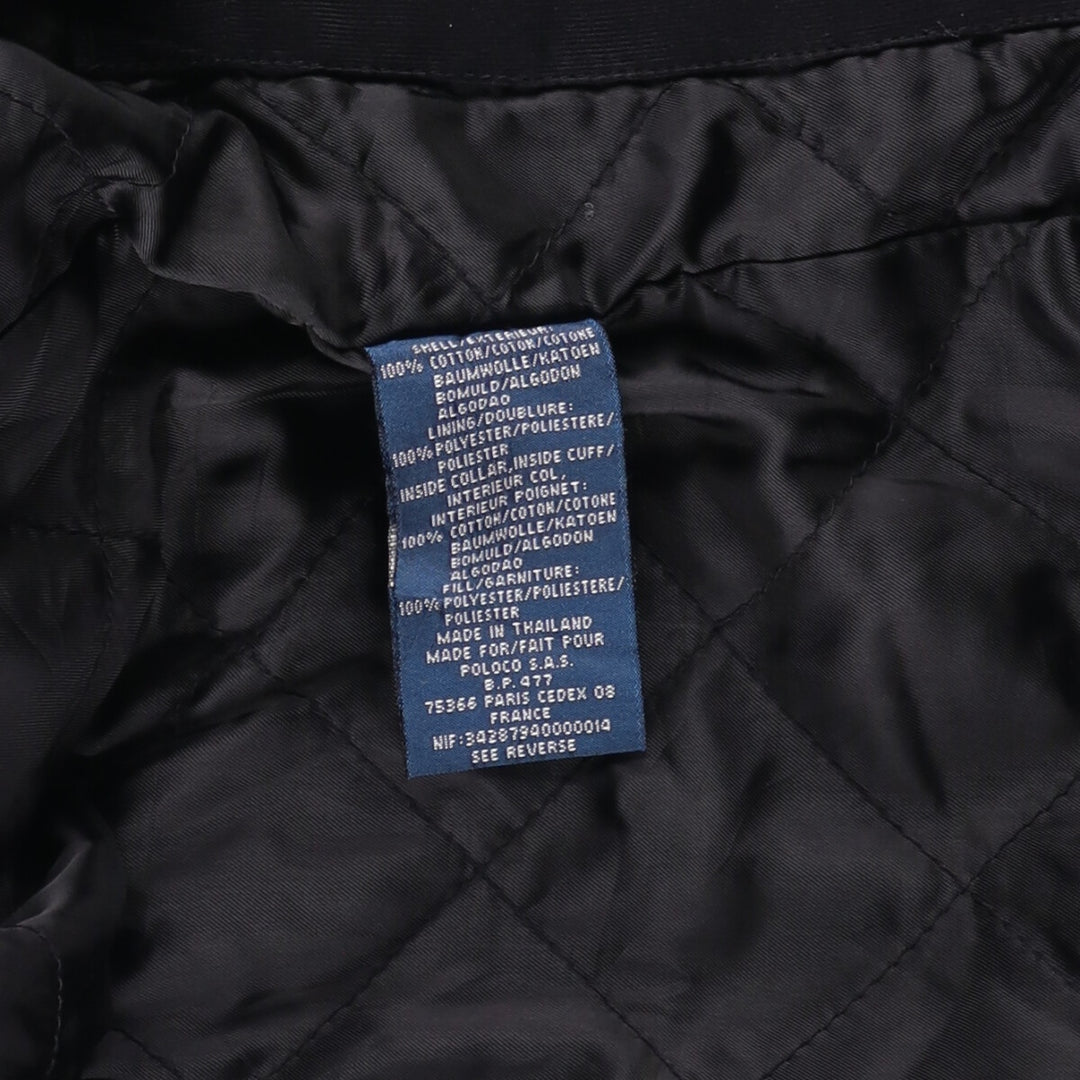 SHELL/EXTERIEUR:
100% COTTON/COTON/COTONE
BAUMWOLLE/KATOEN
BOMULD/ALGODON
ALGODAO
LINING/DOUBLURE:
100% POLYESTER/POLIESTERE/
POLIESTER
INSIDE COLLAR,INSIDE CUFF/
INTERIEUR COL,
INTERIEUR POIGNET:
100% COTTON/COTON/COTONE
BAUMWOLLE/KATOEN
BOMULD/ALGODON
ALGODAO
FILL/GARNITURE:
100% POLYESTER/POLIESTERE/
POLIESTER
MADE IN THAILAND
MADE FOR/FAIT POUR
POLOCO S.A.S.
B.P. 477
75366 PARIS CEDEX 08
FRANCE
NIF:34287940000014
SEE REVERSE